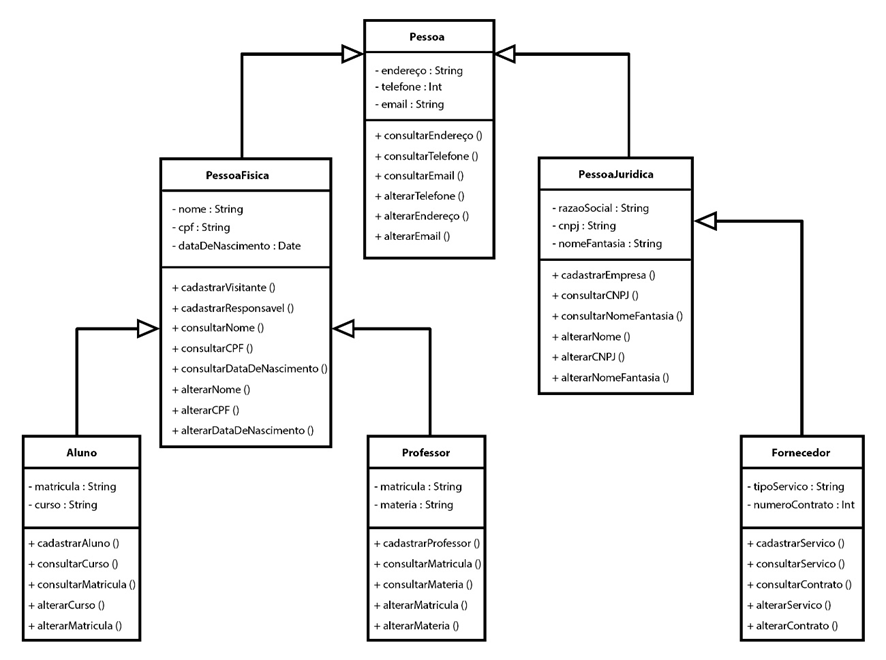 Pessoa
- endereço : String
- telefone : Int
- email : String
+ consultarEndereço ()
+ consultarTelefone ()
+ consultarEmail ()
+ alterarTelefone ()
+ alterarEndereço ()
+ alterarEmail ()
PessoaFisica
- nome : String
- cpf : String
- dataDeNascimento : Date
+ cadastrarVisitante ()
+ cadastrarResponsavel ()
+ consultarNome ()
+ consultarCPF ()
+ consultarDataDeNascimento ()
+ alterarNome ()
+ alterarCPF ()
+ alterarDataDeNascimento ()
PessoaJuridica
- razaoSocial : String
- cnpj : String
- nomeFantasia : String
+ cadastrarEmpresa ()
+ consultarCNPJ ()
+ consultarNomeFantasia ()
+ alterarNome ()
+ alterarCNPJ ()
+ alterarNomeFantasia ()
Aluno
- matricula : String
- curso : String
+ cadastrarAluno ()
+ consultarCurso ()
+ consultarMatricula ()
+ alterarCurso ()
+ alterarMatricula ()
Professor
- matricula : String
- materia : String
+ cadastrarProfessor ()
+ consultarMatricula ()
+ consultarMateria ()
+ alterarMatricula ()
+ alterarMateria ()
Fornecedor
- tipoServico : String
- numeroContrato : Int
+ cadastrarServico ()
+ consultarServico ()
+ consultarContrato ()
+ alterarServico ()
+ alterarContrato ()